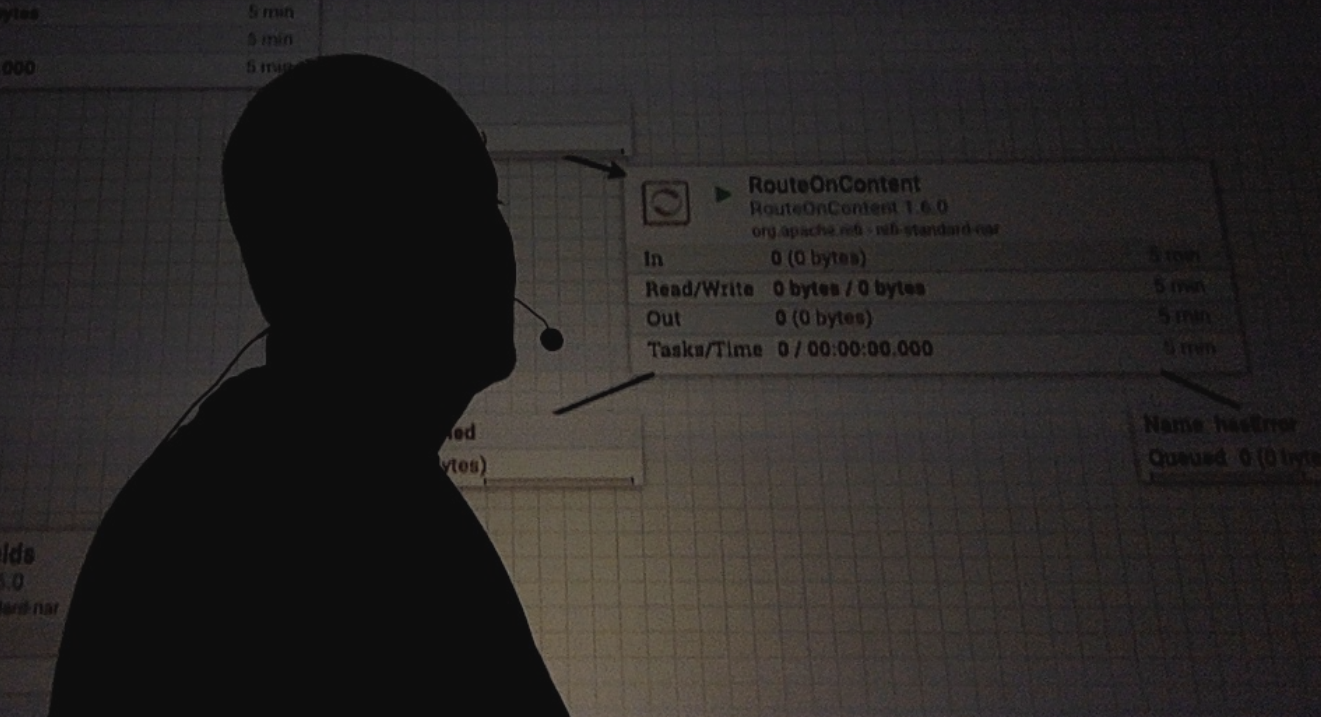 ytes 5 min
5 min
000 5 min
)
RouteOnContent
RouteOnContent 1.6.0
org.apache.nifi - nifi-standard-nar
In 0 (0 bytes) 5 min
Read/Write 0 bytes / 0 bytes 5 min
Out 0 (0 bytes) 5 min
Tasks/Time 0 / 00:00:00.000 5 min
ed
ytes)
Name hasError
Queued 0 (0 byte
elds
6.0
dard-nar